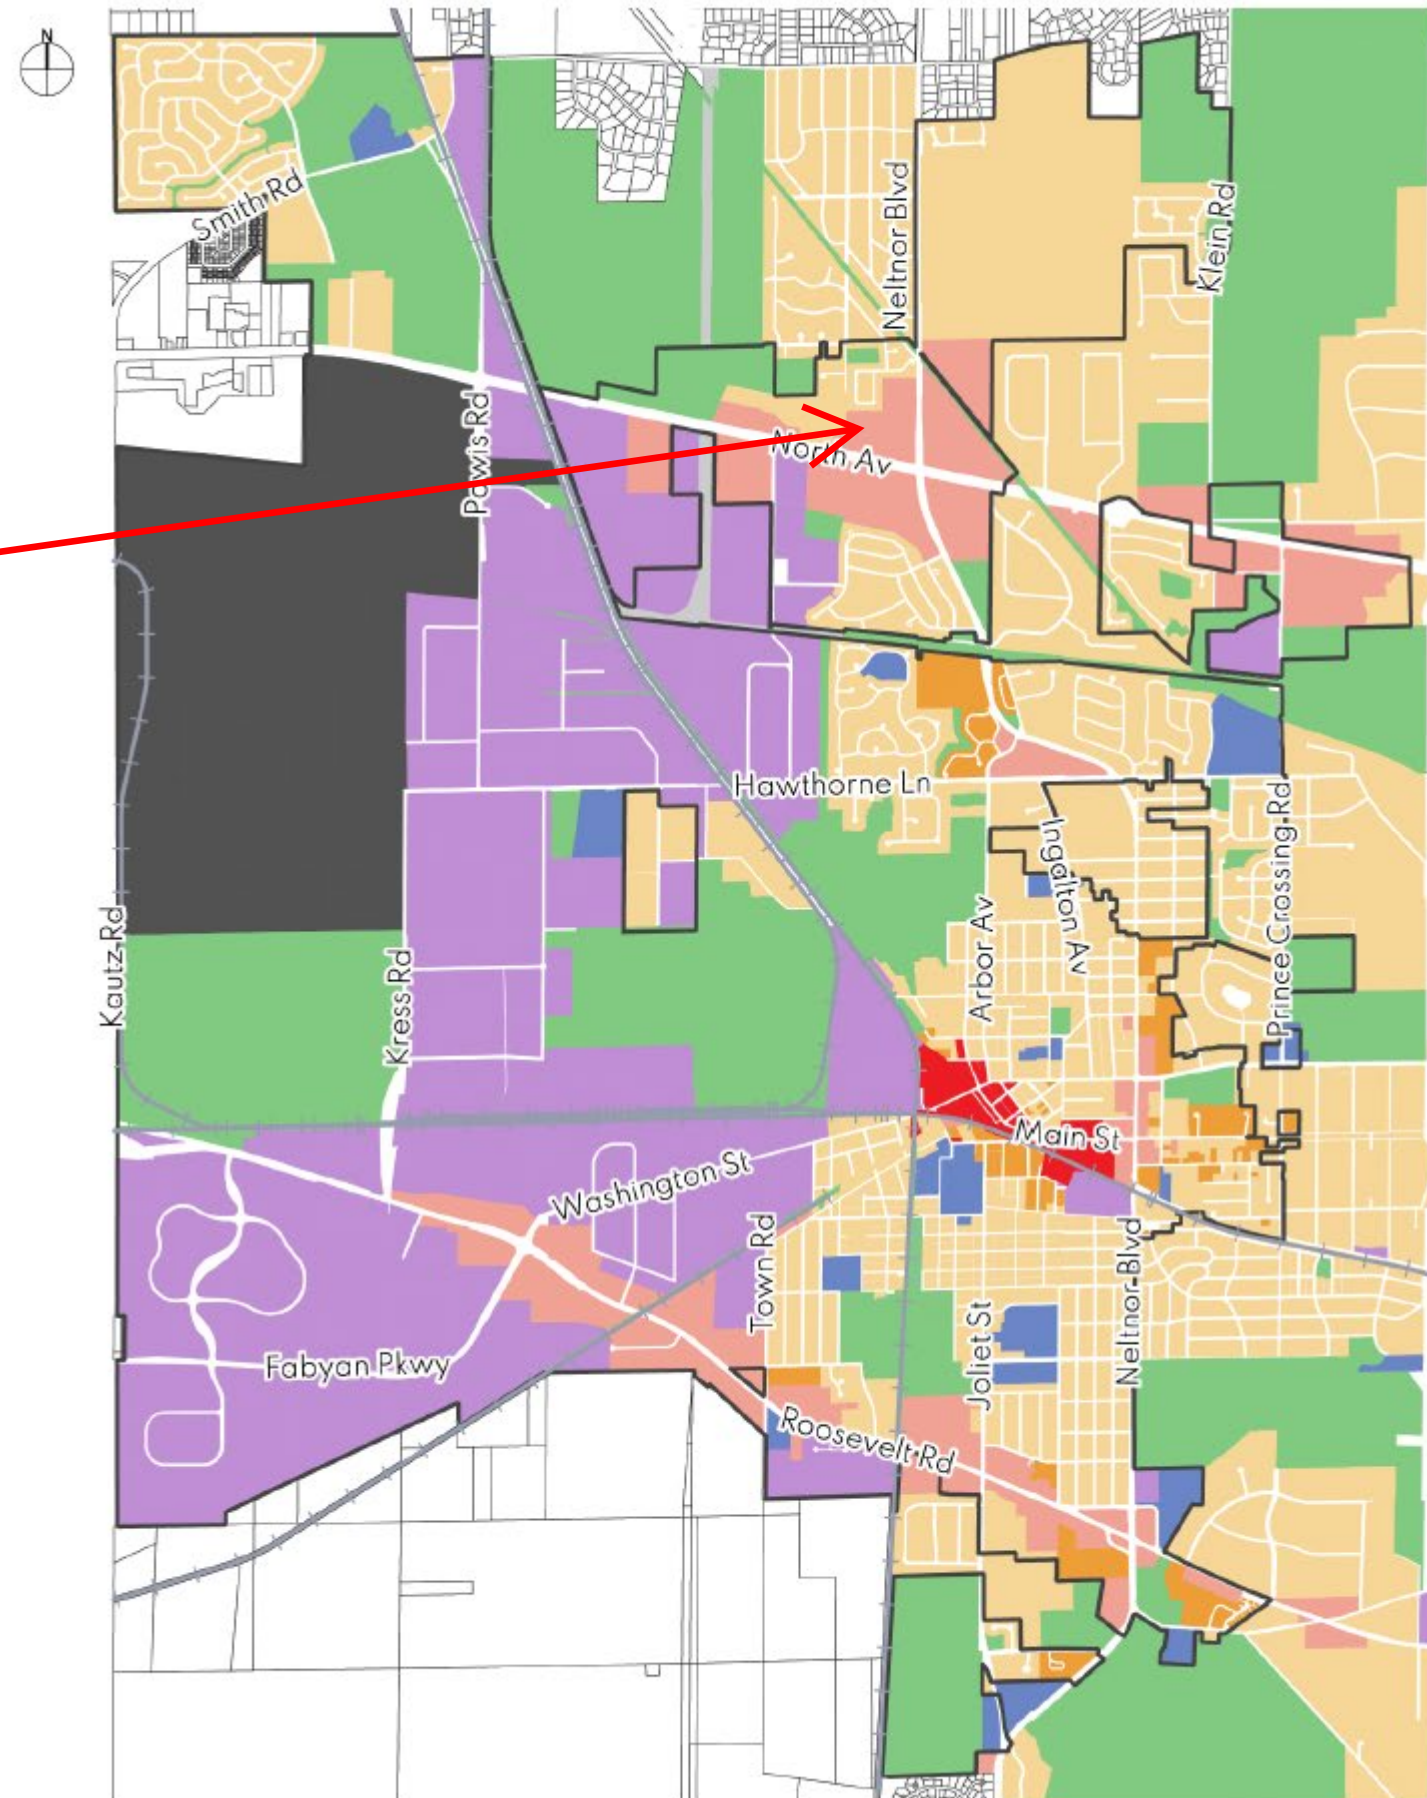 N
Smith Rd
Neltnor Blvd
Klein Rd
Powis Rd
North Av
Hawthorne Ln
Ingalton Av
Prince Crossing Rd
Arbor Av
Kautz Rd
Kress Rd
Main St
Washington St
Town Rd
Neltnor Blvd
Joliet St
Fabyan Pkwy
Roosevelt Rd